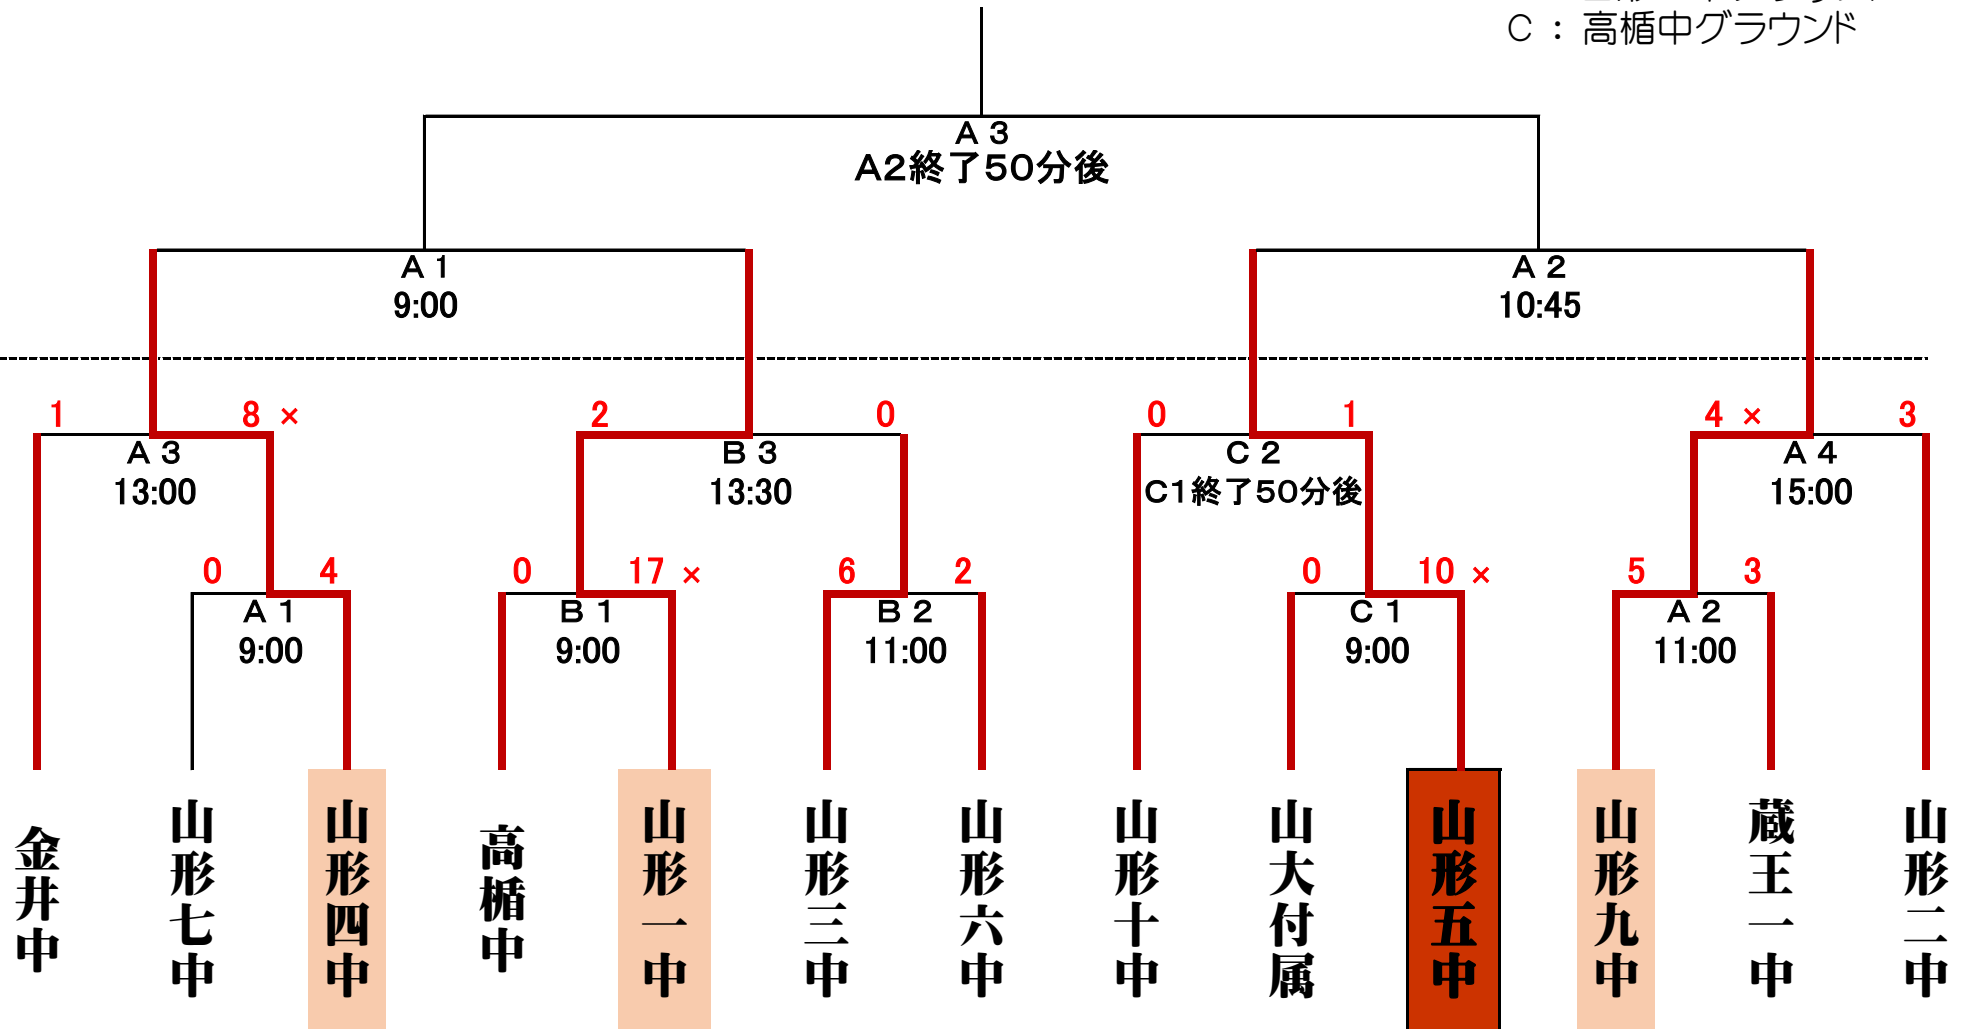 C：高楯中グラウンド
A 3
A2終了50分後
A 1
9:00
A 2
10:45
1 8 ×
A 3
13:00
2 0
B 3
13:30
0 1
C 2
C1終了50分後
4 × 3
A 4
15:00
0 4
A 1
9:00
0 17 ×
B 1
9:00
6 2
B 2
11:00
0 10 ×
C 1
9:00
5 3
A 2
11:00
金井中
山形七中
山形四中
高楯中
山形一中
山形三中
山形六中
山形十中
山大付属
山形五中
山形九中
蔵王一中
山形二中